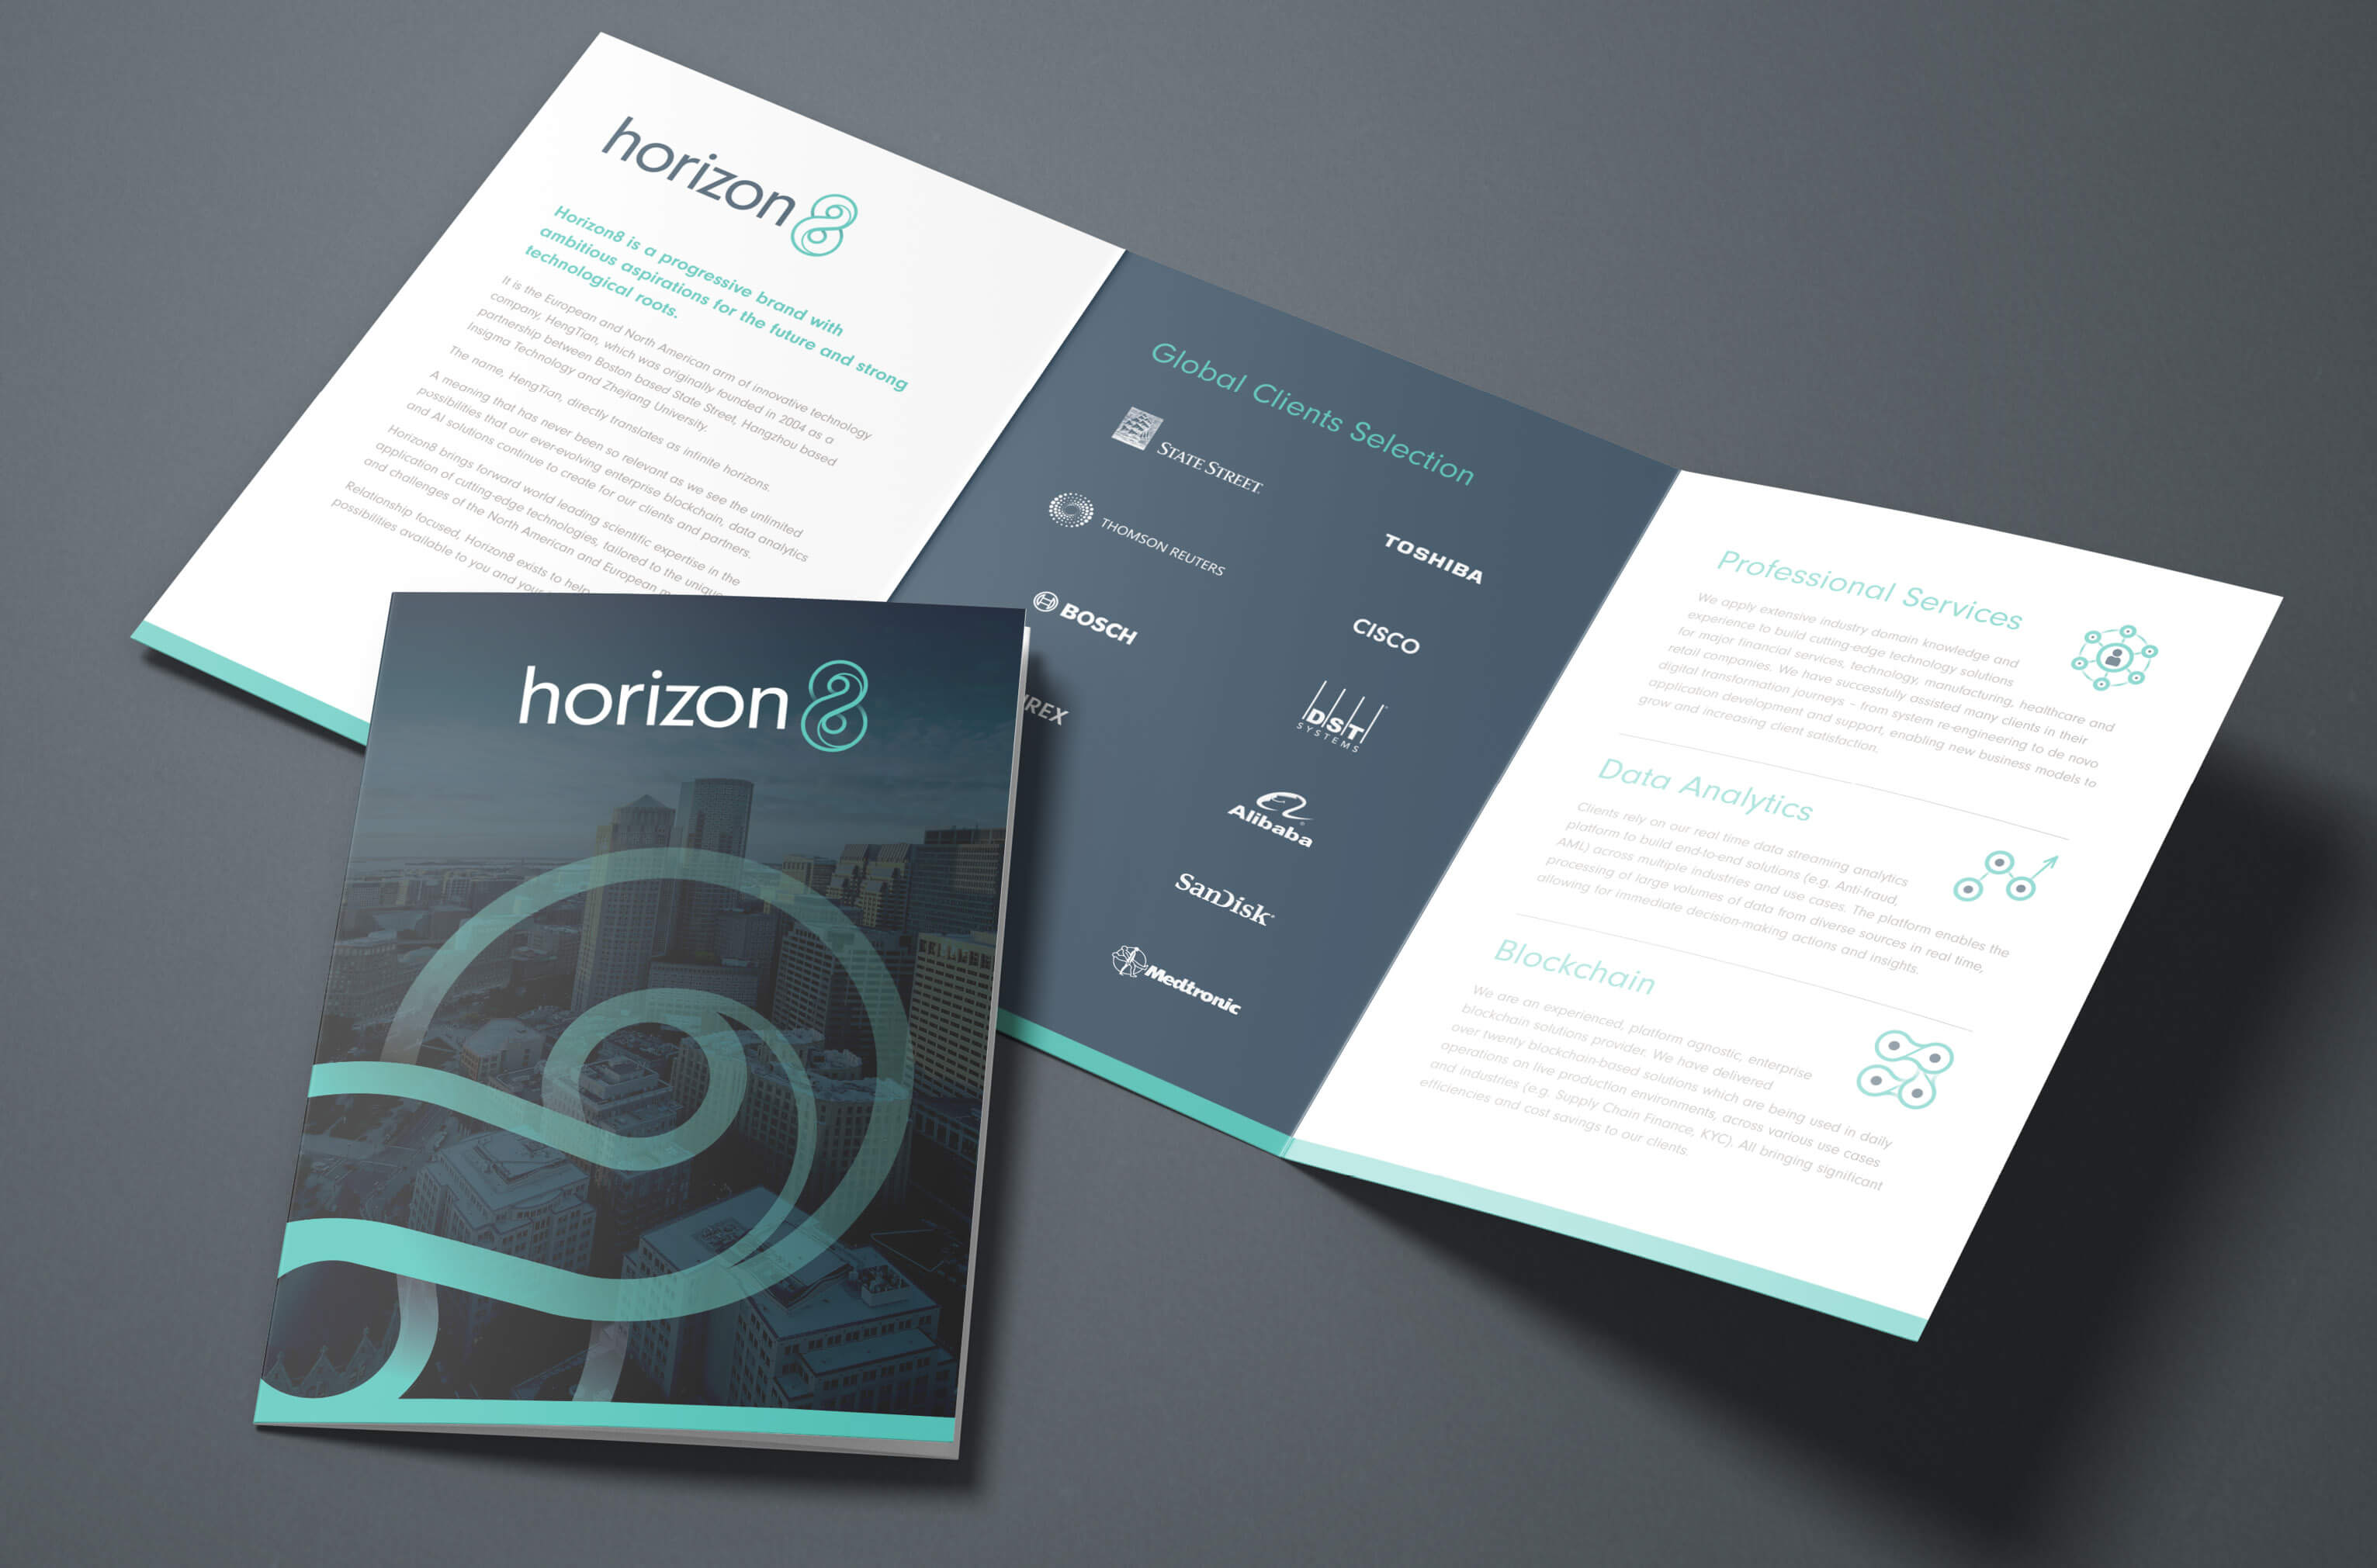 horizon8
Horizon8 is a progressive brand with
ambitious aspirations for the future and strong
technological roots.
It is the European and North American arm of innovative technology
company, HengTian, which was originally founded in 2004 as a
partnership between Boston based State Street, Hangzhou based
Insigma Technology and Zhejiang University.
The name, HengTian, directly translates as infinite horizons.
A meaning that has never been so relevant as we see the unlimited
possibilities that our ever-evolving enterprise blockchain, data analytics
and AI solutions continue to create for our clients and partners.
Horizon8 brings forward world leading scientific expertise in the
application of cutting-edge technologies, tailored to the unique
and challenges of the North American and European
Relationship focused, Horizon8 exists to help
possibilities available to you and your
horizon8
Global Clients Selection
STATE STREET.
THOMSON REUTERS
BOSCH
IREX
TOSHIBA
CISCO
DST
SYSTEMS
Alibaba
SanDisk
Medtronic
Professional Services
We apply extensive industry domain knowledge and
experience to build cutting-edge technology solutions
for major financial services, technology, manufacturing, healthcare and
retail companies. We have successfully assisted many clients in their
digital transformation journeys – from system re-engineering to de novo
application development and support, enabling new business models to
grow and increasing client satisfaction.
Data Analytics
Clients rely on our real time data streaming analytics
platform to build end-to-end solutions (e.g. Anti-fraud,
AML) across multiple industries and use cases. The platform enables the
processing of large volumes of data from diverse sources in real time,
allowing for immediate decision-making actions and insights.
Blockchain
We are an experienced, platform agnostic, enterprise
blockchain solutions provider. We have delivered
over twenty blockchain-based solutions which are being used in daily
operations on live production environments, across various use cases
and industries (e.g. Supply Chain Finance, KYC). All bringing significant
efficiencies and cost savings to our clients.